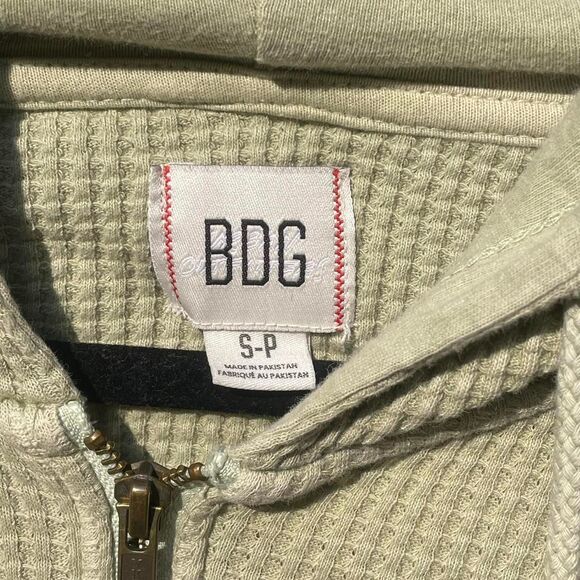 BDG
S-P
MADE IN PAKISTAN
FABRIQUÉ AU PAKISTAN